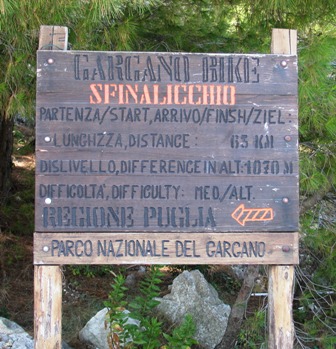 GARGANO BIKE
SFINALICCHIO
PARTENZA/START, ARRIVO/FINSH/ZIEL:
LUNGHZZA, DISTANCE: 65 KM
DISLIVELLO, DIFFERENCE IN ALT: 1070 M
DIFFICOLTA', DIFFICULTY: MED/ALT.
REGIONE PUGLIA
PARCO NAZIONALE DEL GARGANO